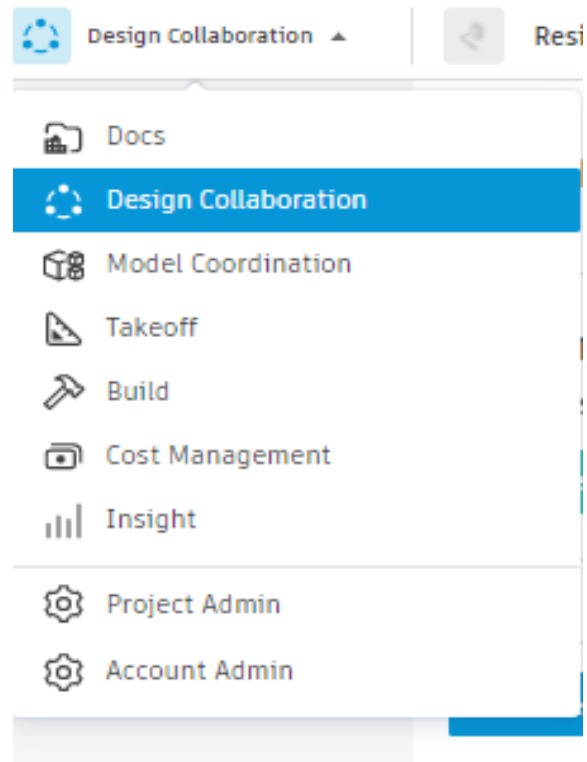 Design Collaboration
Docs
Design Collaboration
Model Coordination
Takeoff
Build
Cost Management
Insight
Project Admin
Account Admin